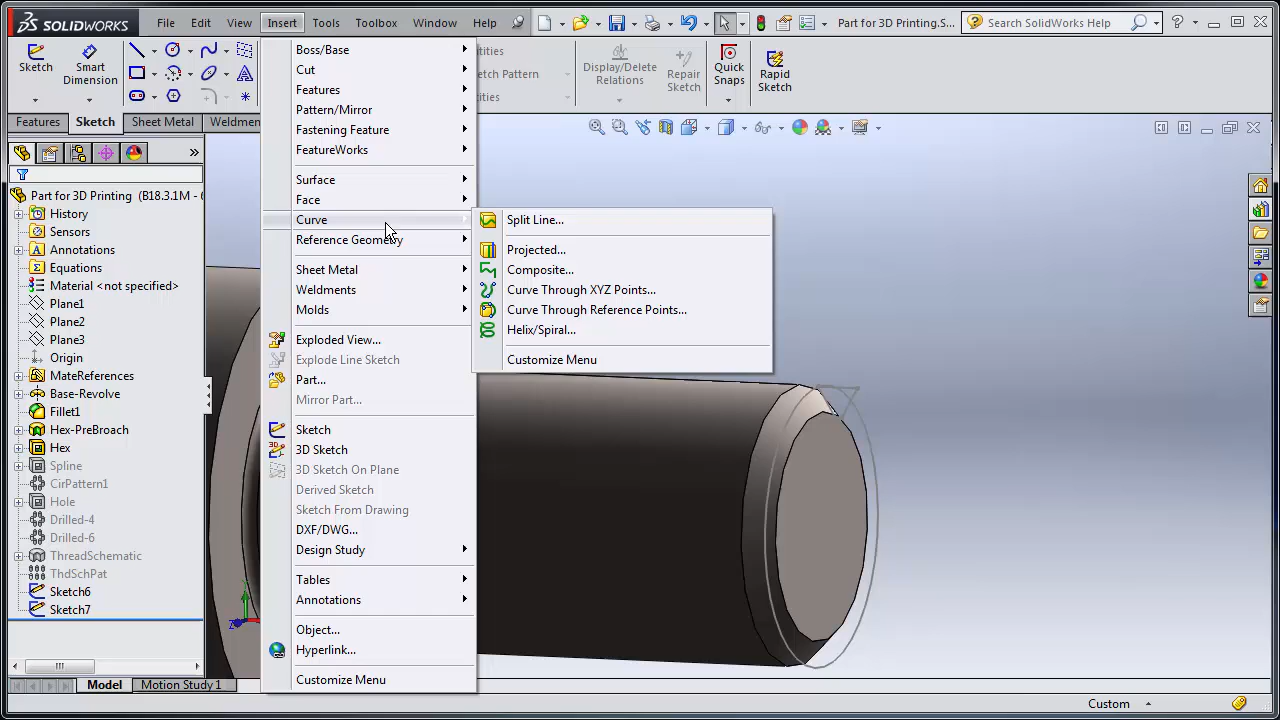 SOLIDWORKS File Edit View Insert Tools Toolbox Window Help Part for 3D Printing.S... Search SolidWorks Help
Sketch
Smart
Dimension
Display/Delete
Relations
Repair
Sketch
Quick
Snaps
Rapid
Sketch
ntities
etch Pattern
tities
Features Sketch Sheet Metal Weldmen
Part for 3D Printing (B18.3.1M -
History
Sensors
Annotations
Equations
Material <not specified>
Plane1
Plane2
Plane3
Origin
MateReferences
Base-Revolve
Fillet1
Hex-PreBroach
Hex
Spline
CirPattern1
Hole
Drilled-4
Drilled-6
ThreadSchematic
ThdSchPat
Sketch6
Sketch7
Boss/Base
Cut
Features
Pattern/Mirror
Fastening Feature
FeatureWorks
Surface
Face
Curve
Reference Geometry
Sheet Metal
Weldments
Molds
Exploded View...
Explode Line Sketch
Part...
Mirror Part...
Sketch
3D Sketch
3D Sketch On Plane
Derived Sketch
Sketch From Drawing
DXF/DWG...
Design Study
Tables
Annotations
Object...
Hyperlink...
Customize Menu
Split Line...
Projected...
Composite...
Curve Through XYZ Points...
Curve Through Reference Points...
Helix/Spiral...
Customize Menu
Model Motion Study 1
Custom